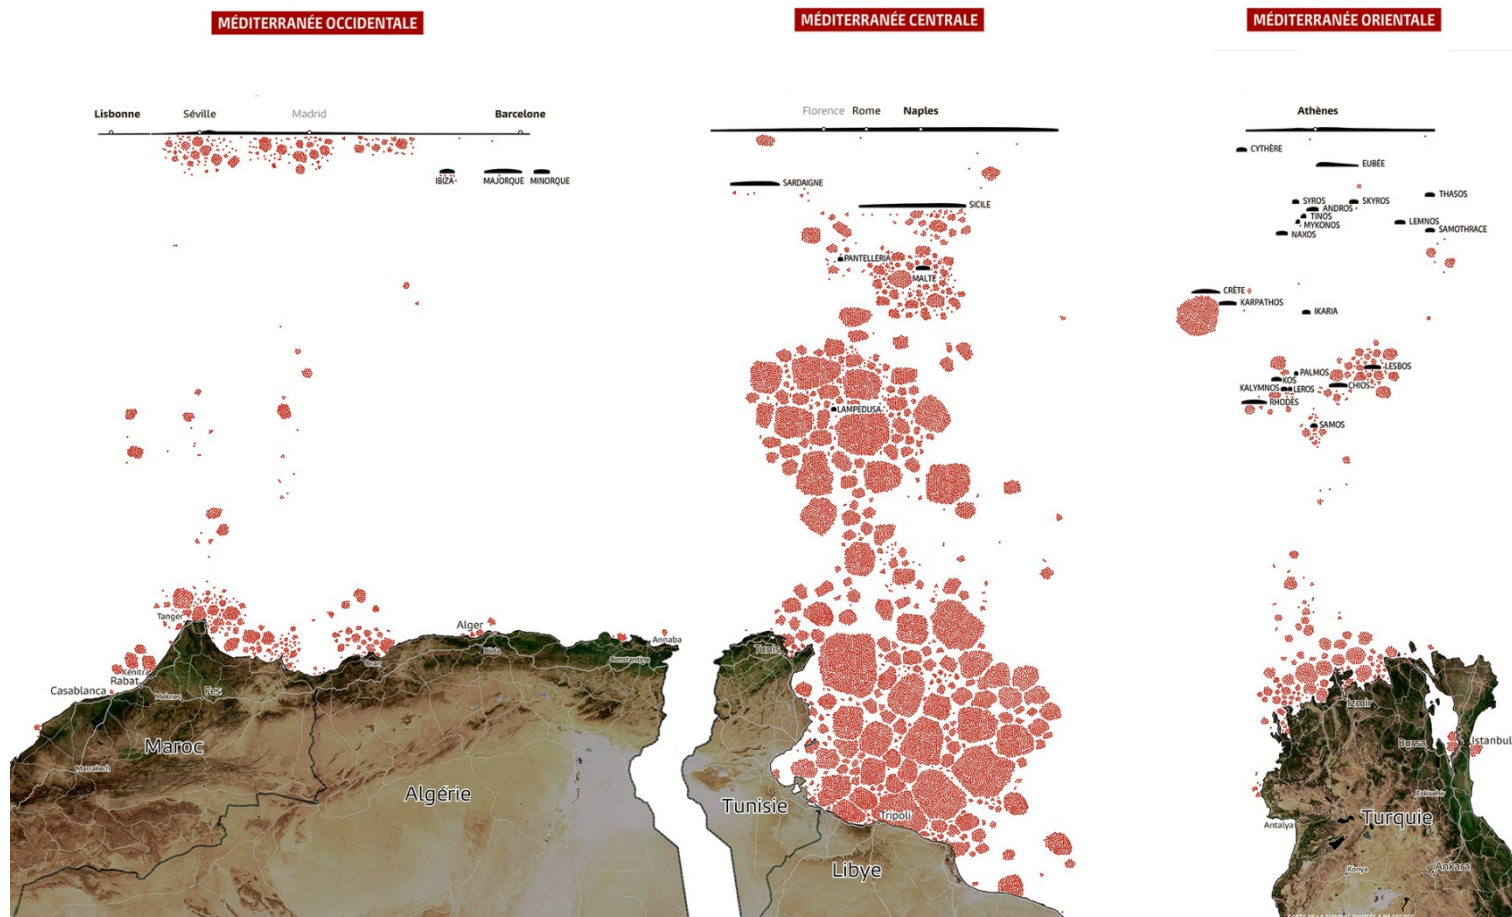 MÉDITERRANÉE OCCIDENTALE
MÉDITERRANÉE CENTRALE
MÉDITERRANÉE ORIENTALE
Lisbonne
Séville
Madrid
Barcelone
IBIZA
MAJORQUE
MINORQUE
Tanger
Kenitra
Rabat
Casablanca
Meknes
Fes
Maroc
Marrakech
Oran
Alger
Blida
Constantine
Annaba
Algérie
Florence
Rome
Naples
SARDAIGNE
SICILE
PANTELLERIA
MALTE
LAMPEDUSA
Tunis
Tunisie
Tripoli
Libye
Athènes
CYTHÈRE
EUBÉE
THASOS
SYROS
SKYROS
ANDROS
TINOS
MYKONOS
NAXOS
LEMNOS
SAMOTHRACE
CRÈTE
KARPATHOS
IKARIA
PALMOS
LESBOS
KOS
KALYMNOS
LEROS
CHIOS
RHODES
SAMOS
Izmir
Bursa
Istanbul
Eskisehir
Antalya
Turquie
Konya
Ankara